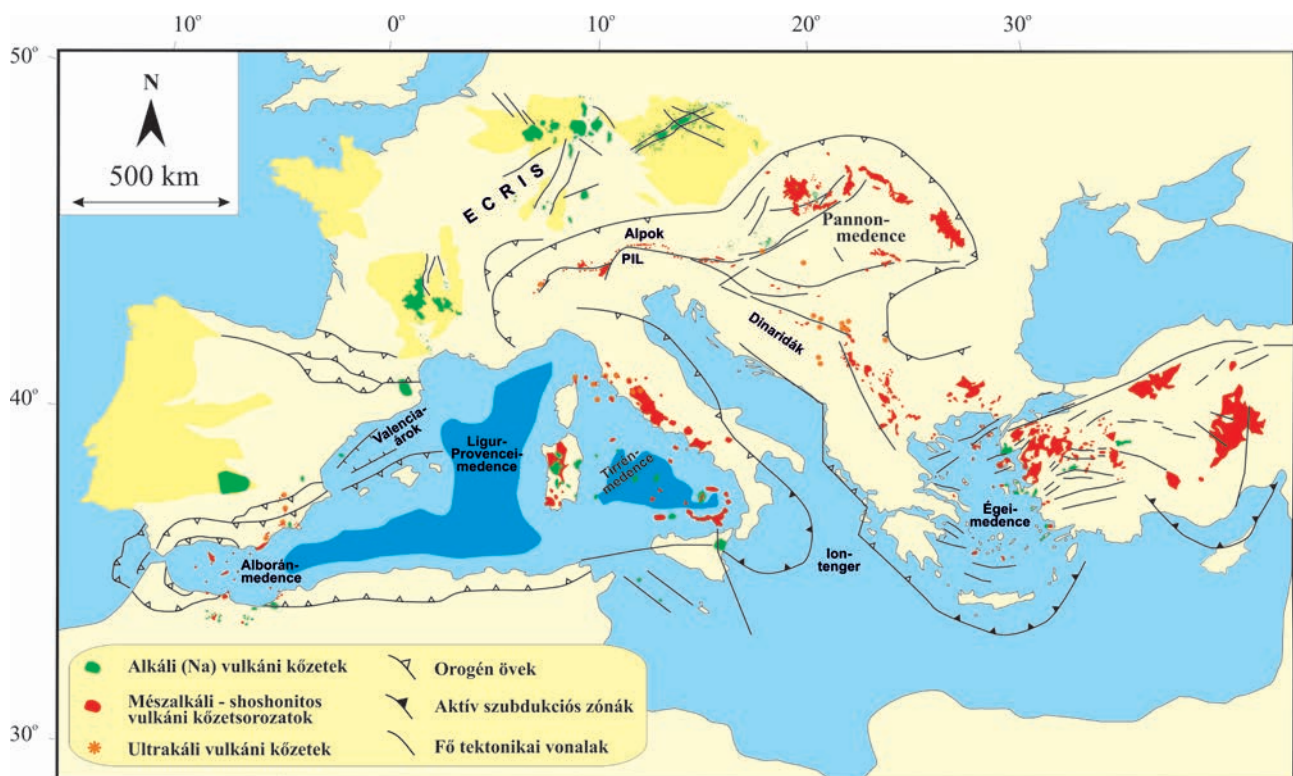 10° 0° 10° 20° 30°
50°
N
500 km
ECRIS
Alpok
PIL
Pannon-
medence
Dinaridák
40°
Valencia-
árok
Ligur-
Provencei-
medence
Tirrén-
medence
Égei-
medence
Ion-
tenger
Alborán-
medence
30°
Alkáli (Na) vulkáni kőzetek
Mészalkáli - shoshonitos
vulkáni kőzetsorozatok
Ultrakáli vulkáni kőzetek
Orogén övek
Aktív szubdukciós zónák
Fő tektonikai vonalak